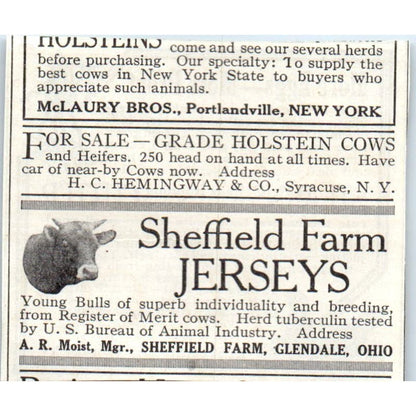 HOLSTEINS
come and see our several herds
before purchasing. Our specialty: To supply the
best cows in New York State to buyers who
appreciate such animals.
McLAURY BROS., Portlandville, NEW YORK
FOR SALE — GRADE HOLSTEIN COWS
and Heifers. 250 head on hand at all times. Have
car of near-by Cows now. Address
H. C. HEMINGWAY & CO., Syracuse, N. Y.
Sheffield Farm
JERSEYS
Young Bulls of superb individuality and breeding,
from Register of Merit cows. Herd tuberculin tested
by U. S. Bureau of Animal Industry. Address
A. R. Moist, Mgr., SHEFFIELD FARM, GLENDALE, OHIO